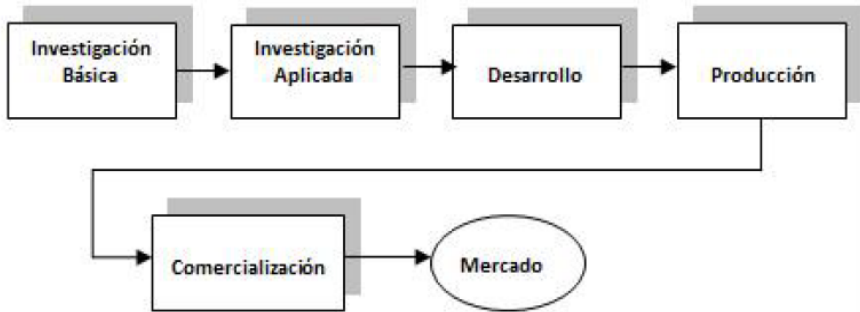 Investigación
Básica
Investigación
Aplicada
Desarrollo
Producción
Comercialización
Mercado